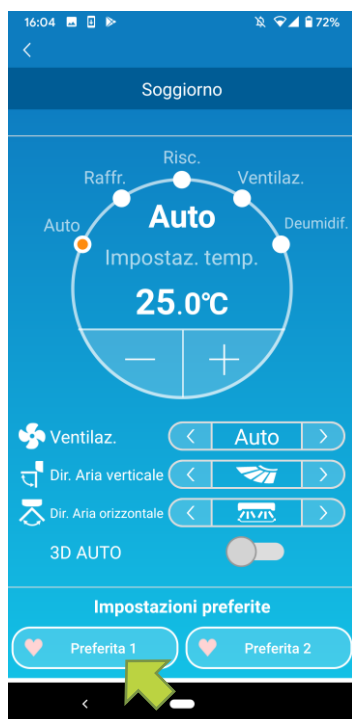 16:04 72%
Soggiorno
Risc.
Raffr. Ventilaz.
Auto Auto Deumidif.
Impostaz. temp.
25.0°C
Ventilaz. Auto
Dir. Aria verticale
Dir. Aria orizzontale
3D AUTO
Impostazioni preferite
Preferita 1 Preferita 2